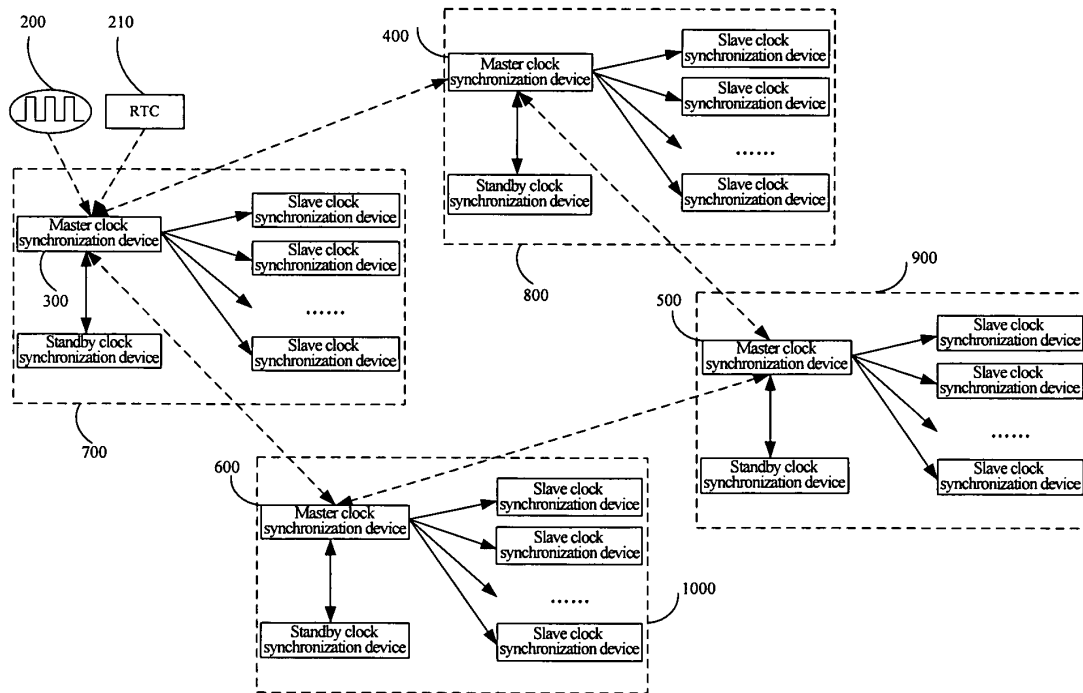 200
210
RTC
400
Master clock
synchronization device
Slave clock
synchronization device
Slave clock
synchronization device
......
Slave clock
synchronization device
Standby clock
synchronization device
800
Master clock
synchronization device
300
Slave clock
synchronization device
Slave clock
synchronization device
......
Slave clock
synchronization device
Standby clock
synchronization device
700
900
500
Master clock
synchronization device
Slave clock
synchronization device
Slave clock
synchronization device
......
Slave clock
synchronization device
Standby clock
synchronization device
600
Master clock
synchronization device
Slave clock
synchronization device
Slave clock
synchronization device
......
Slave clock
synchronization device
Standby clock
synchronization device
1000